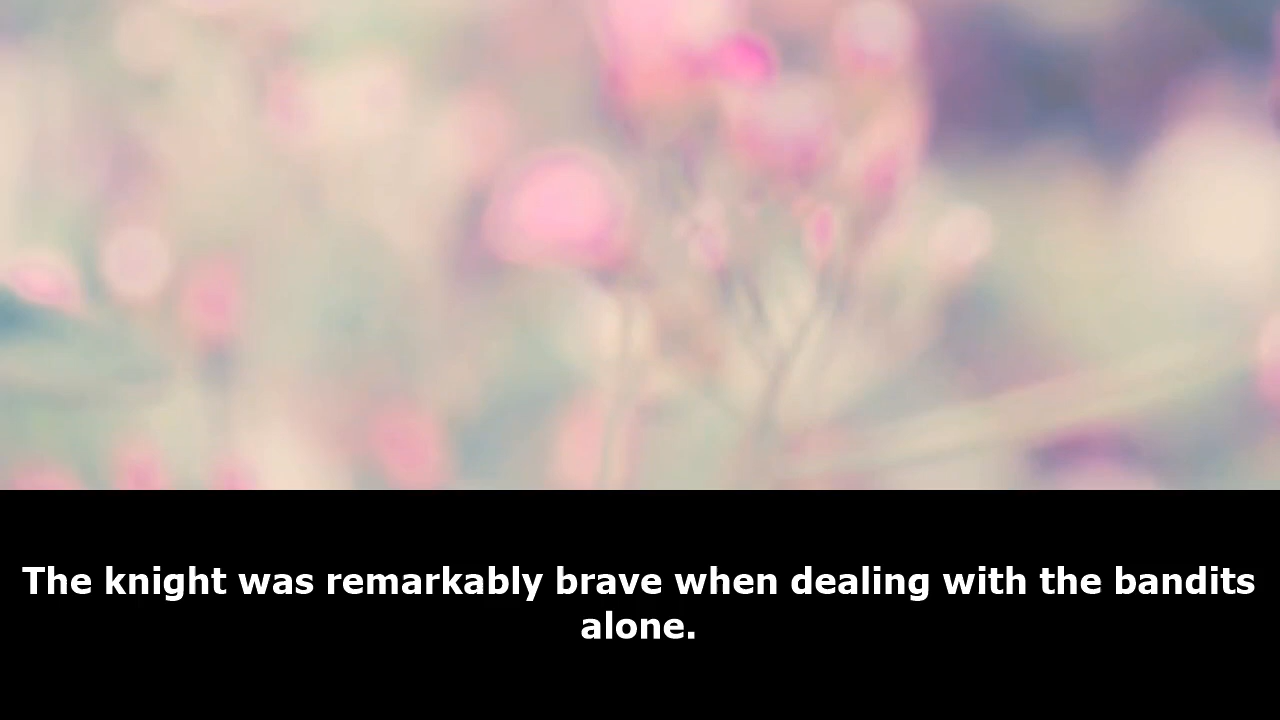 The knight was remarkably brave when dealing with the bandits
alone.